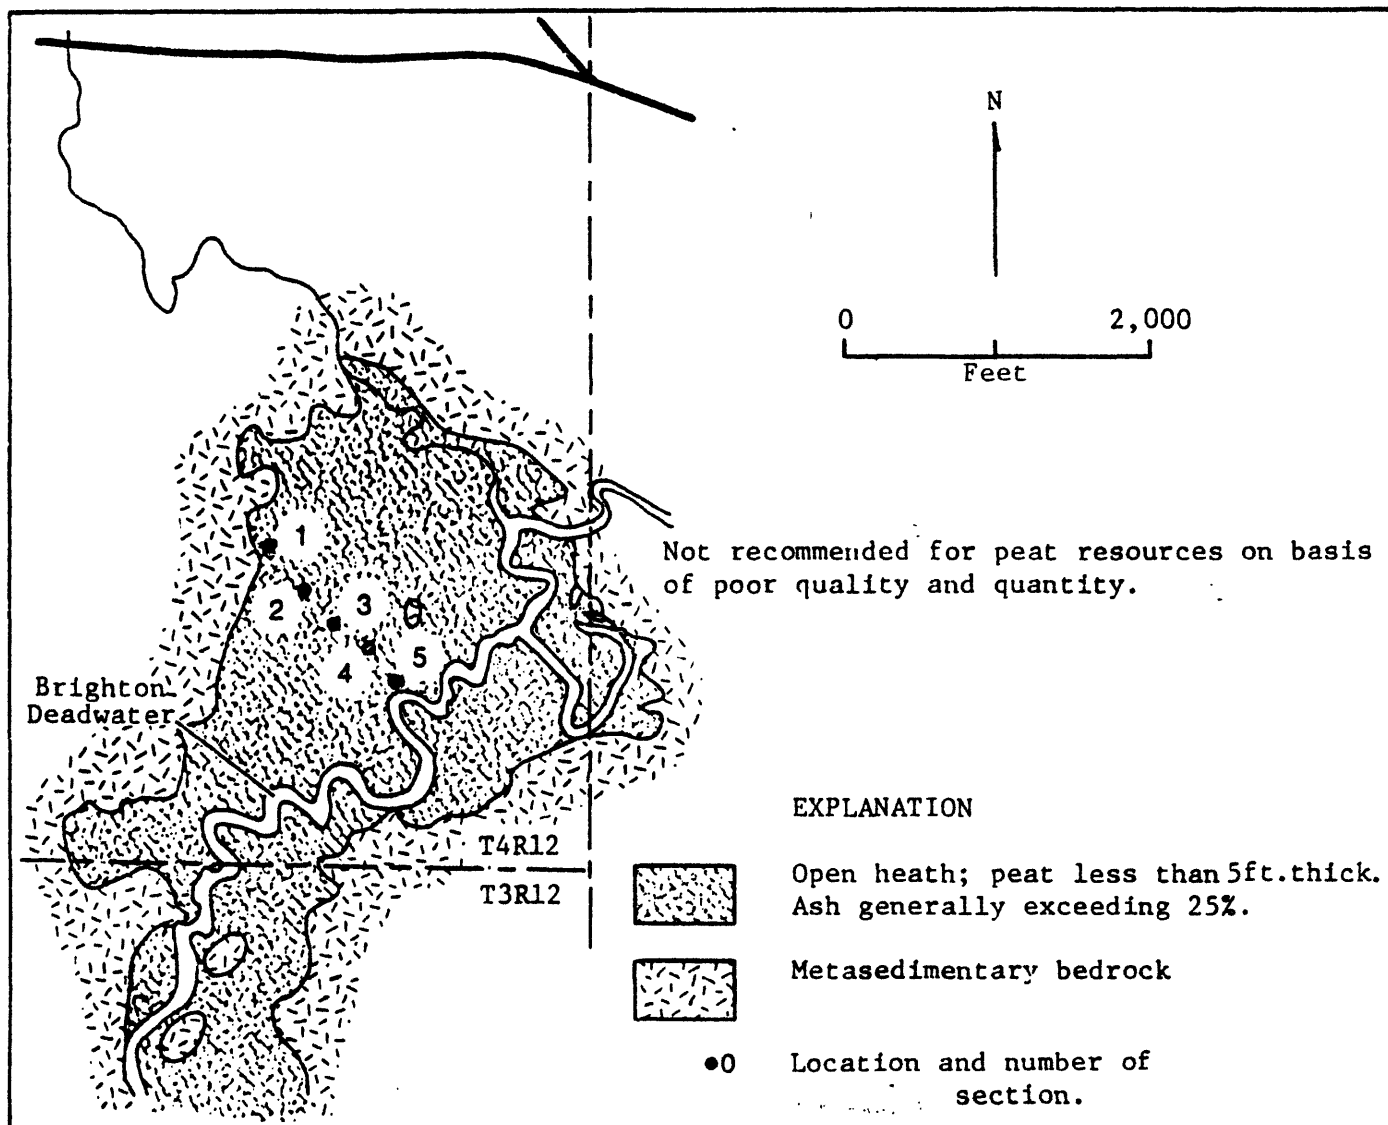 N
0 2,000
Feet
1
2
3
4
5
Not recommended for peat resources on basis
of poor quality and quantity.
Brighton
Deadwater
T4R12
T3R12
EXPLANATION
Open heath; peat less than 5ft.thick.
Ash generally exceeding 25%.
Metasedimentary bedrock
0 Location and number of
section.